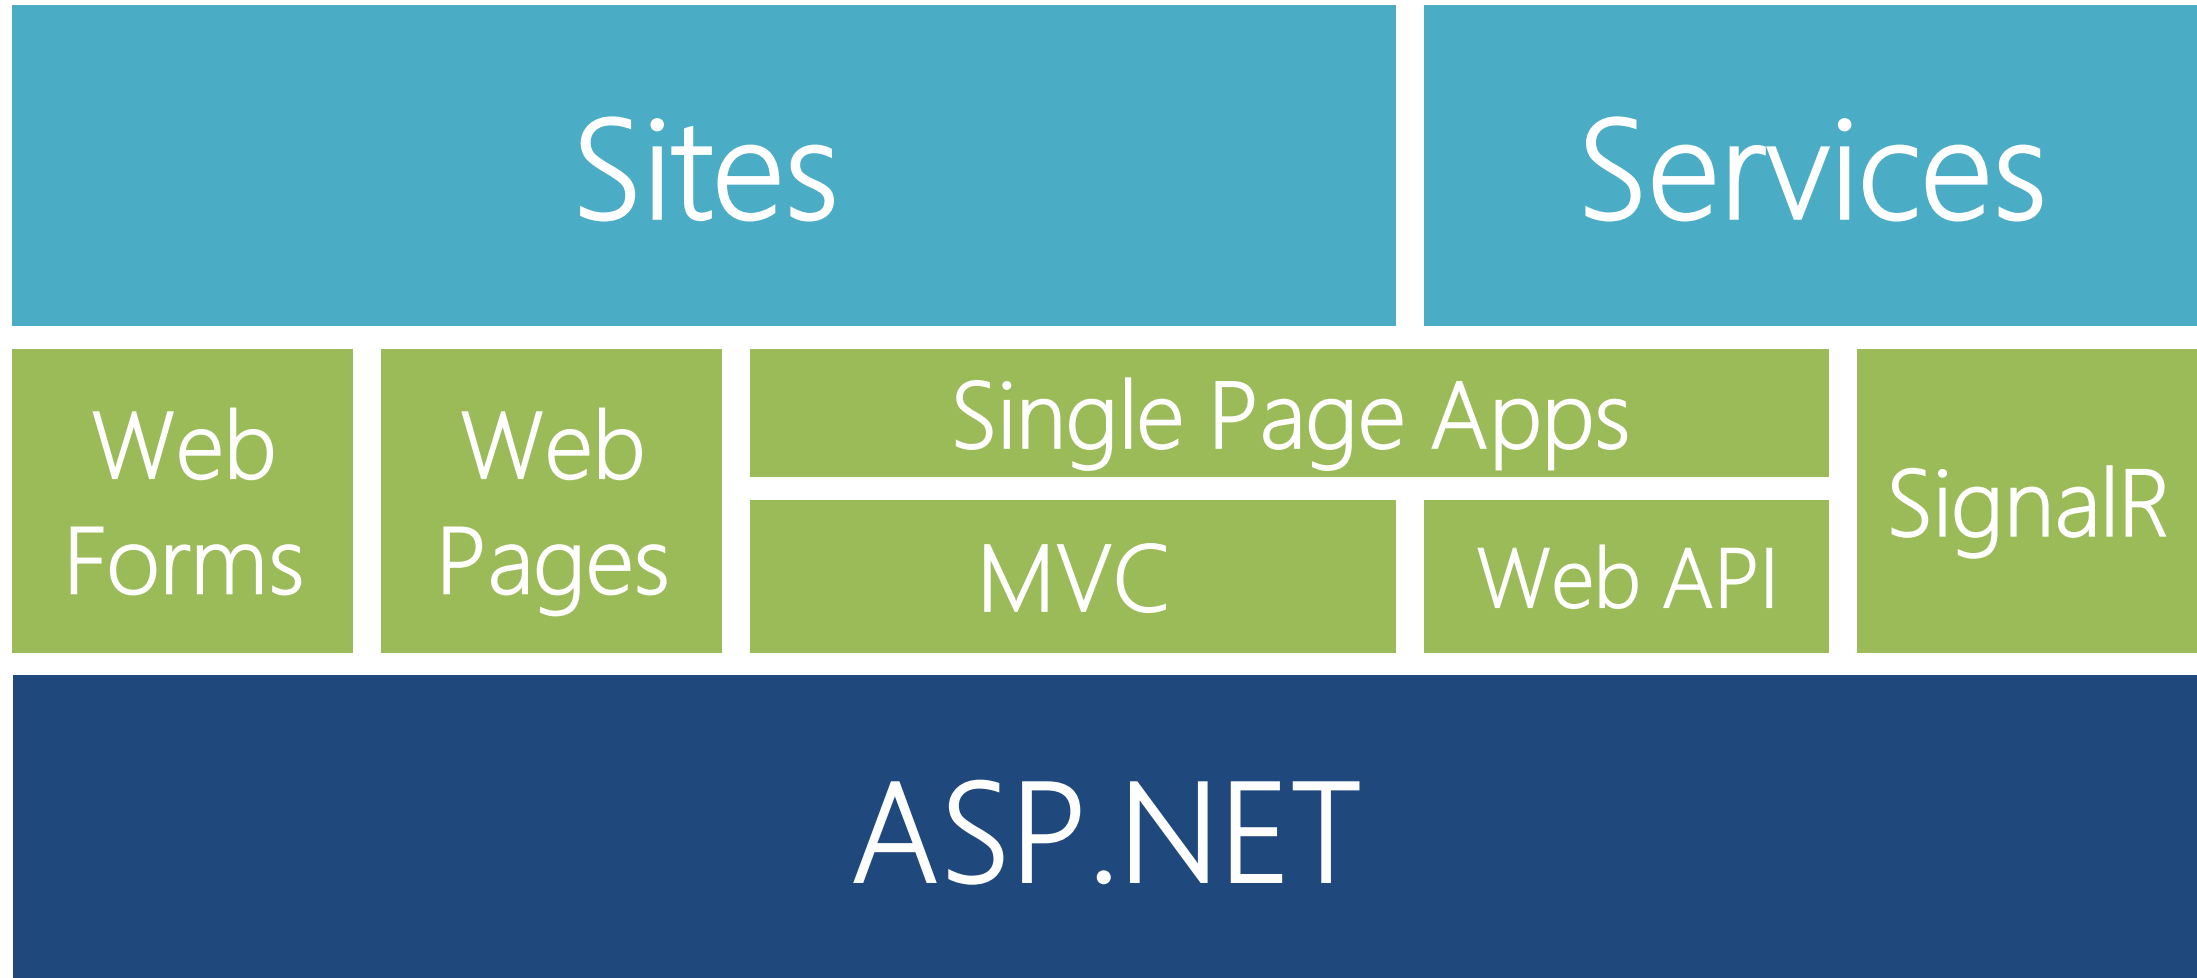 Sites
Services
Web
Forms
Web
Pages
Single Page Apps
MVC
Web API
SignalR
ASP.NET